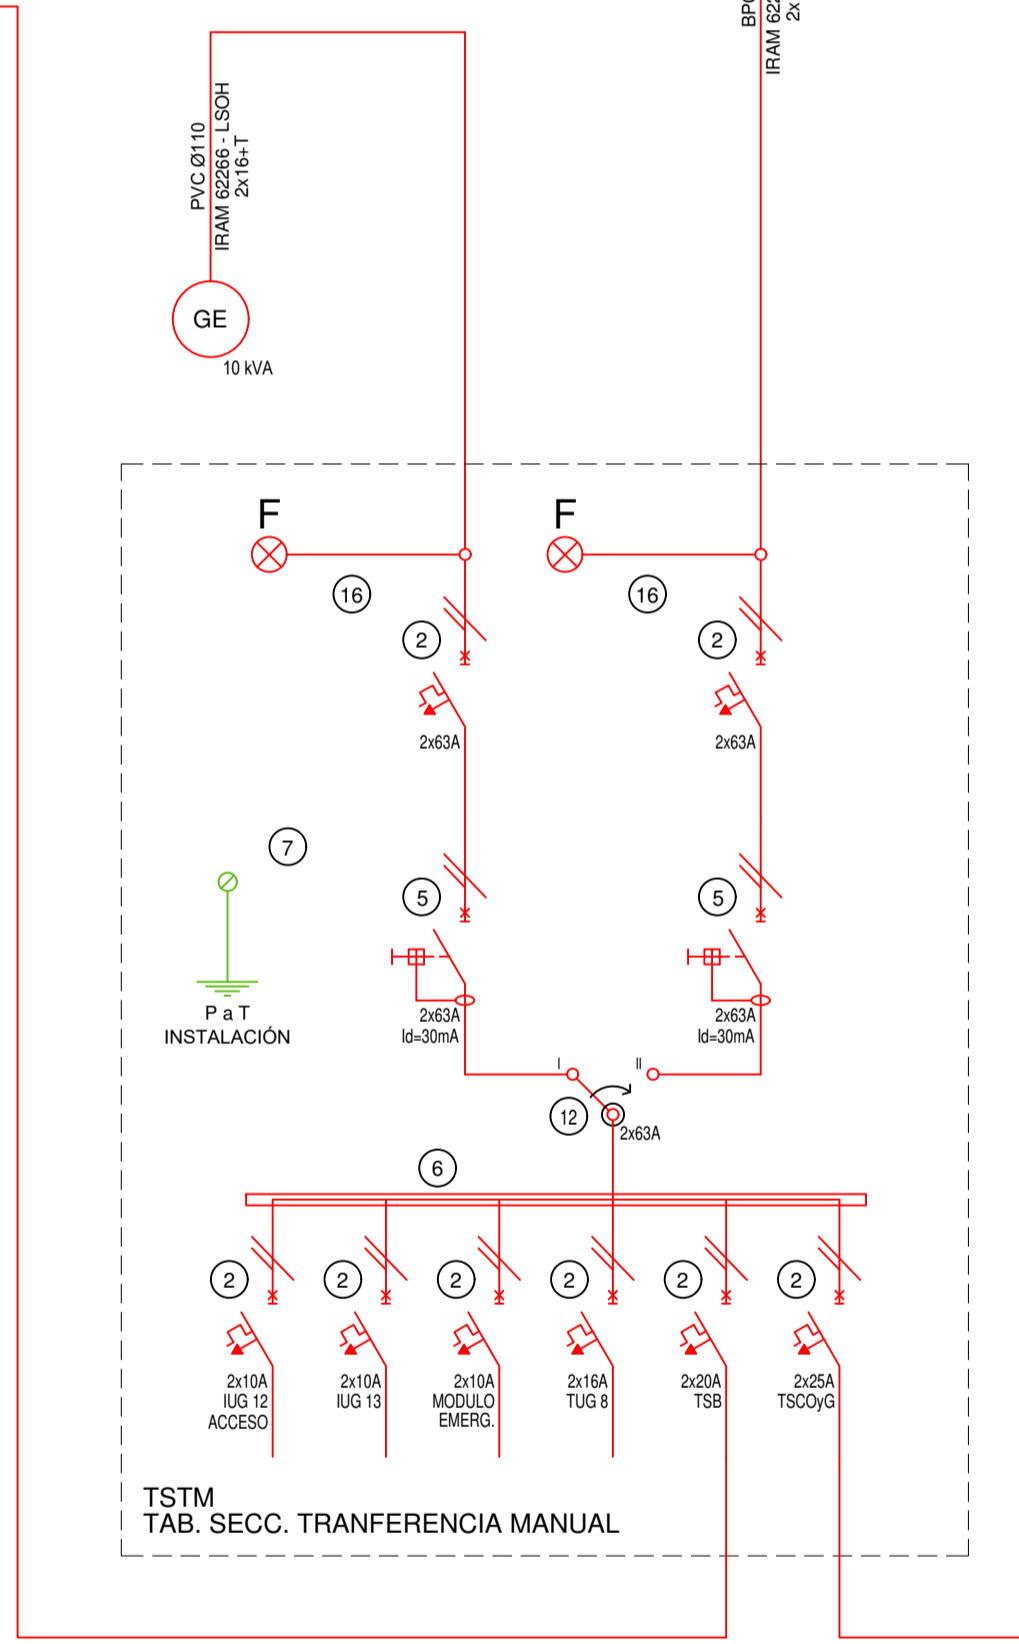 BP
IRAM 62
2x
PVC Ø110
IRAM 62266 - LSOH
2x16+T
GE
10 kVA
F
F
16
16
2
2
2x63A
2x63A
7
5
5
P a T
INSTALACIÓN
2x63A
Id=30mA
2x63A
Id=30mA
I
II
12
2x63A
6
2
2
2
2
2
2
2x10A
IUG 12
ACCESO
2x10A
IUG 13
2x10A
MODULO
EMERG.
2x16A
TUG 8
2x20A
TSB
2x25A
TSCOyG
TSTM
TAB. SECC. TRANFERENCIA MANUAL